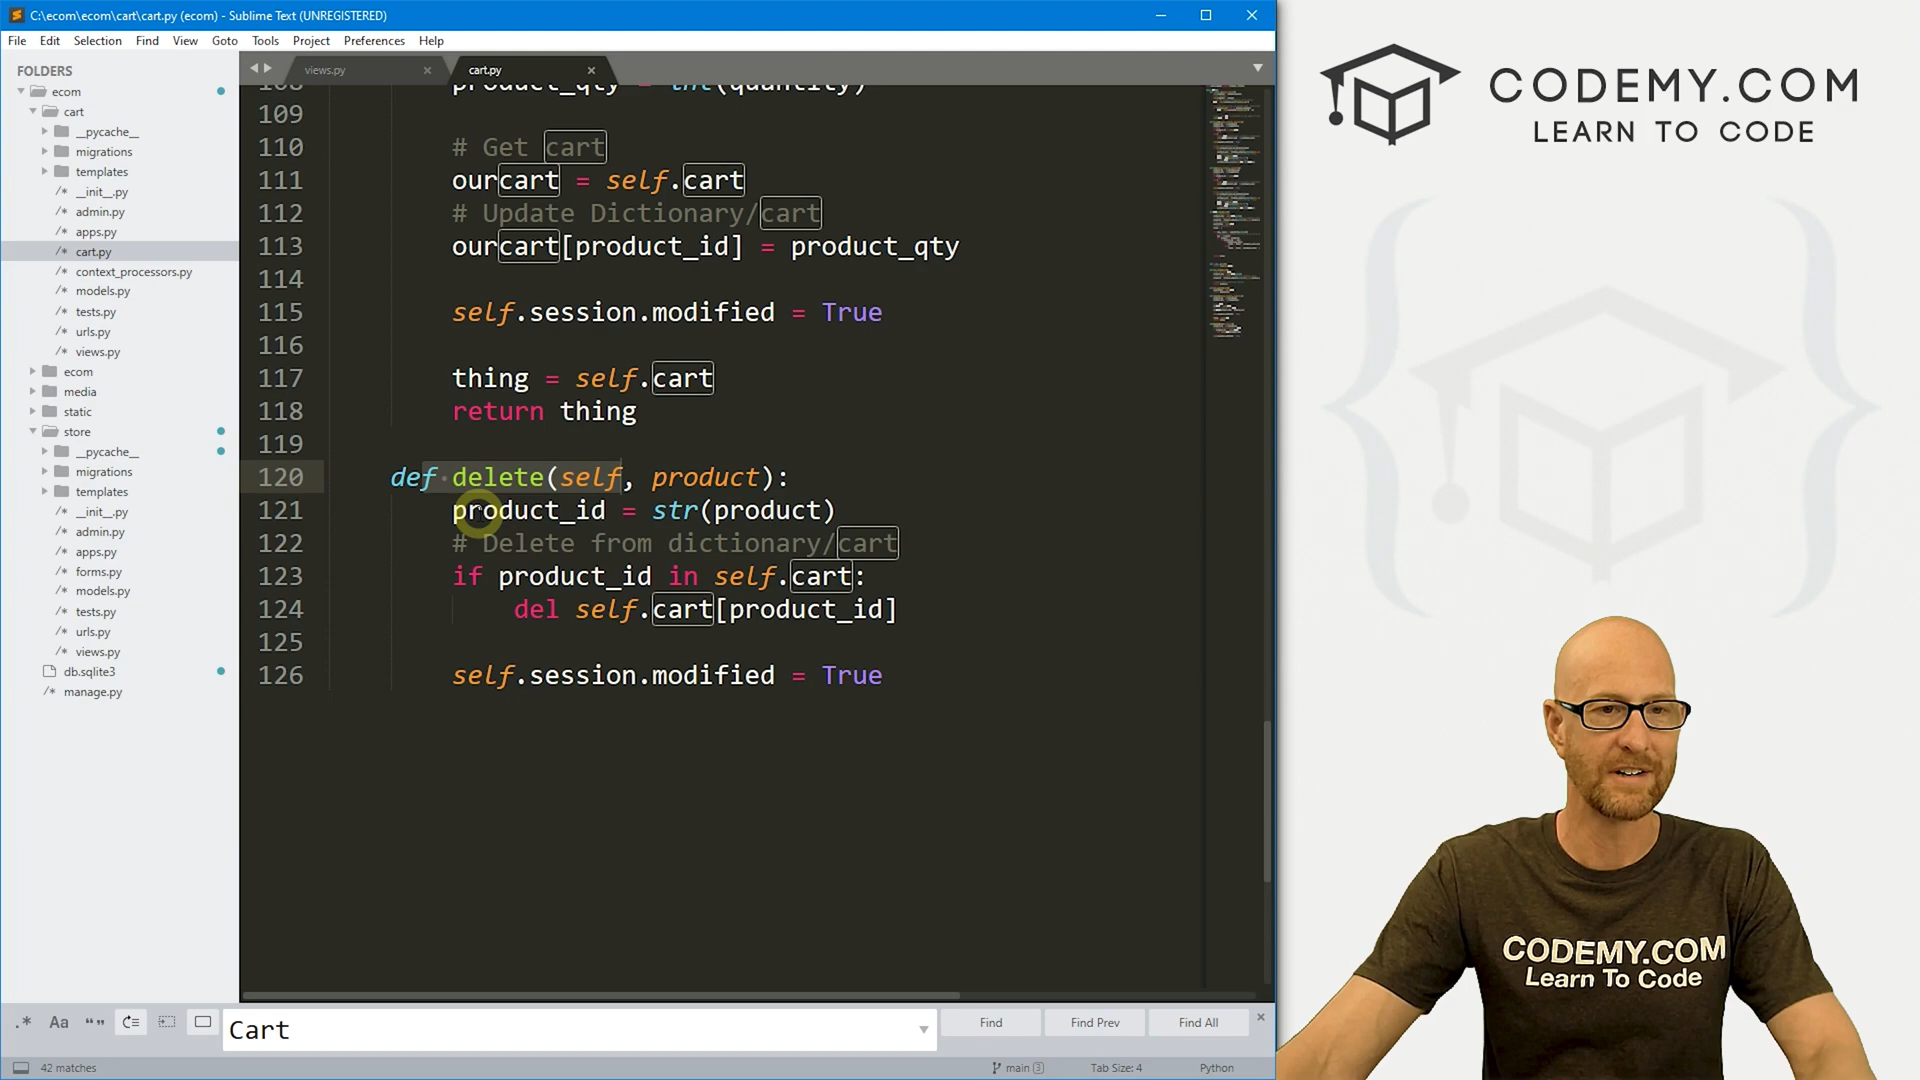 C:\ecom\ecom\cart\cart.py (ecom) - Sublime Text (UNREGISTERED)
File Edit Selection Find View Goto Tools Project Preferences Help
FOLDERS
ecom
cart
__pycache__
migrations
templates
__init__.py
admin.py
apps.py
cart.py
context_processors.py
models.py
tests.py
urls.py
views.py
ecom
media
static
store
__pycache__
migrations
templates
__init__.py
admin.py
apps.py
forms.py
models.py
tests.py
urls.py
views.py
db.sqlite3
manage.py
views.py cart.py
108 product_qty = int(quantity)
109
110 # Get cart
111 ourcart = self.cart
112 # Update Dictionary/cart
113 ourcart[product_id] = product_qty
114
115 self.session.modified = True
116
117 thing = self.cart
118 return thing
119
120 def delete(self, product):
121 product_id = str(product)
122 # Delete from dictionary/cart
123 if product_id in self.cart:
124 del self.cart[product_id]
125
126 self.session.modified = True
.* Aa “” Cart Find Find Prev Find All
42 matches main 3 Tab Size: 4 Python
CODEMY.COM
LEARN TO CODE
CODEMY.COM
Learn To Code